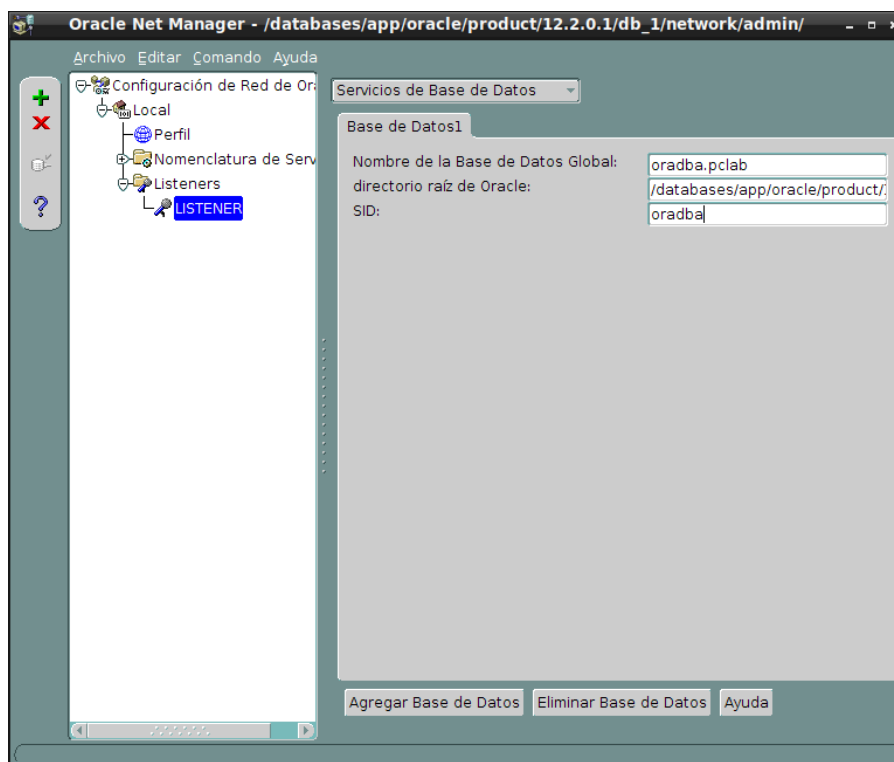 Oracle Net Manager - /databases/app/oracle/product/12.2.0.1/db_1/network/admin/
Archivo Editar Comando Ayuda
Configuración de Red de Ora
Local
Perfil
Nomenclatura de Serv
Listeners
LISTENER
Servicios de Base de Datos
Base de Datos1
Nombre de la Base de Datos Global: oradba.pclab
directorio raíz de Oracle: /databases/app/oracle/product/
SID: oradba
Agregar Base de Datos Eliminar Base de Datos Ayuda